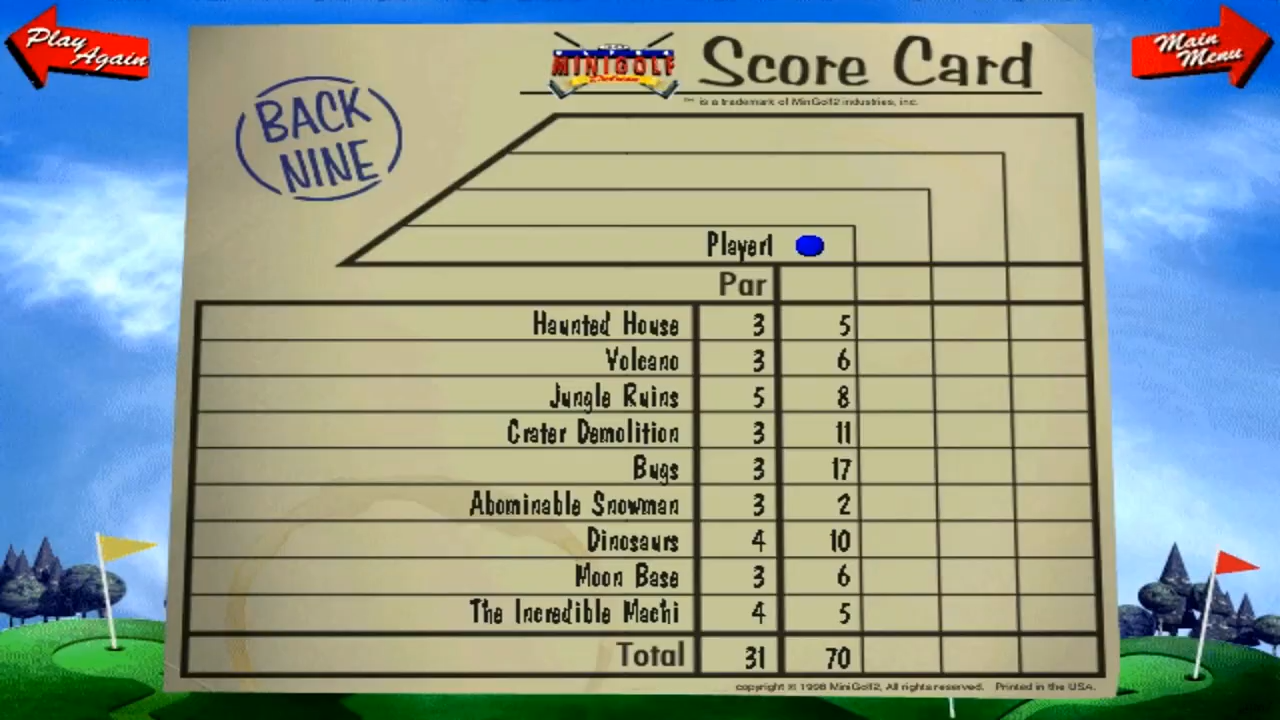 Play Again
Main Menu
MINIGOLF
Score Card
™ is a trademark of MinGolf2 industries, inc.
BACK NINE
Player1
Par
Haunted House 3 5
Volcano 3 6
Jungle Ruins 5 8
Crater Demolition 3 11
Bugs 3 17
Abominable Snowman 3 2
Dinosaurs 4 10
Moon Base 3 6
The Incredible Machi 4 5
Total 31 70
copyright © 1998 MiniGolf2, All rights reserved. Printed in the USA.